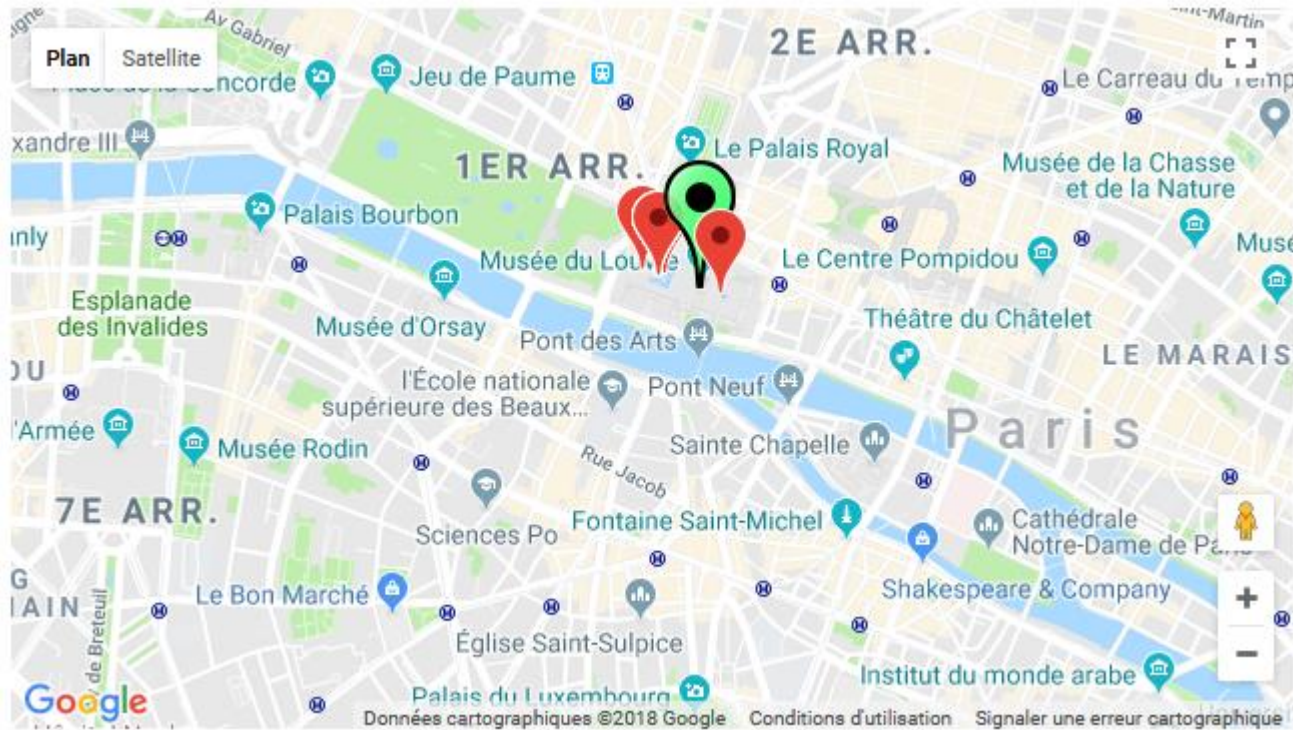 Av Gabriel
int-Martin
Plan Satellite
2E ARR.
Jeu de Paume
Le Carreau du Temp
xandre III
Le Palais Royal
1ER ARR.
Musée de la Chasse
et de la Nature
Palais Bourbon
Musée du Louvre
Le Centre Pompidou
Musé
Esplanade
des Invalides
Musée d'Orsay
Théâtre du Châtelet
Pont des Arts
LE MARAIS
l'École nationale
supérieure des Beaux...
Pont Neuf
Paris
l'Armée
Musée Rodin
Sainte Chapelle
Rue Jacob
7E ARR.
Sciences Po
Fontaine Saint-Michel
Cathédrale
Notre-Dame de Paris
Le Bon Marché
Shakespeare & Company
de Breteuil
Église Saint-Sulpice
Institut du monde arabe
Google
Palais du Luxembourg
Données cartographiques ©2018 Google Conditions d'utilisation Signaler une erreur cartographique